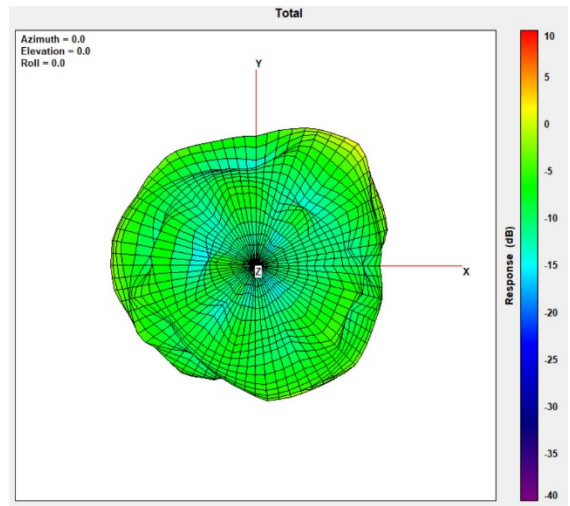 Total
Azimuth = 0.0
Elevation = 0.0
Roll = 0.0
Y
Z
X
10
5
0
-5
-10
-15
-20
-25
-30
-35
-40
Response (dB)